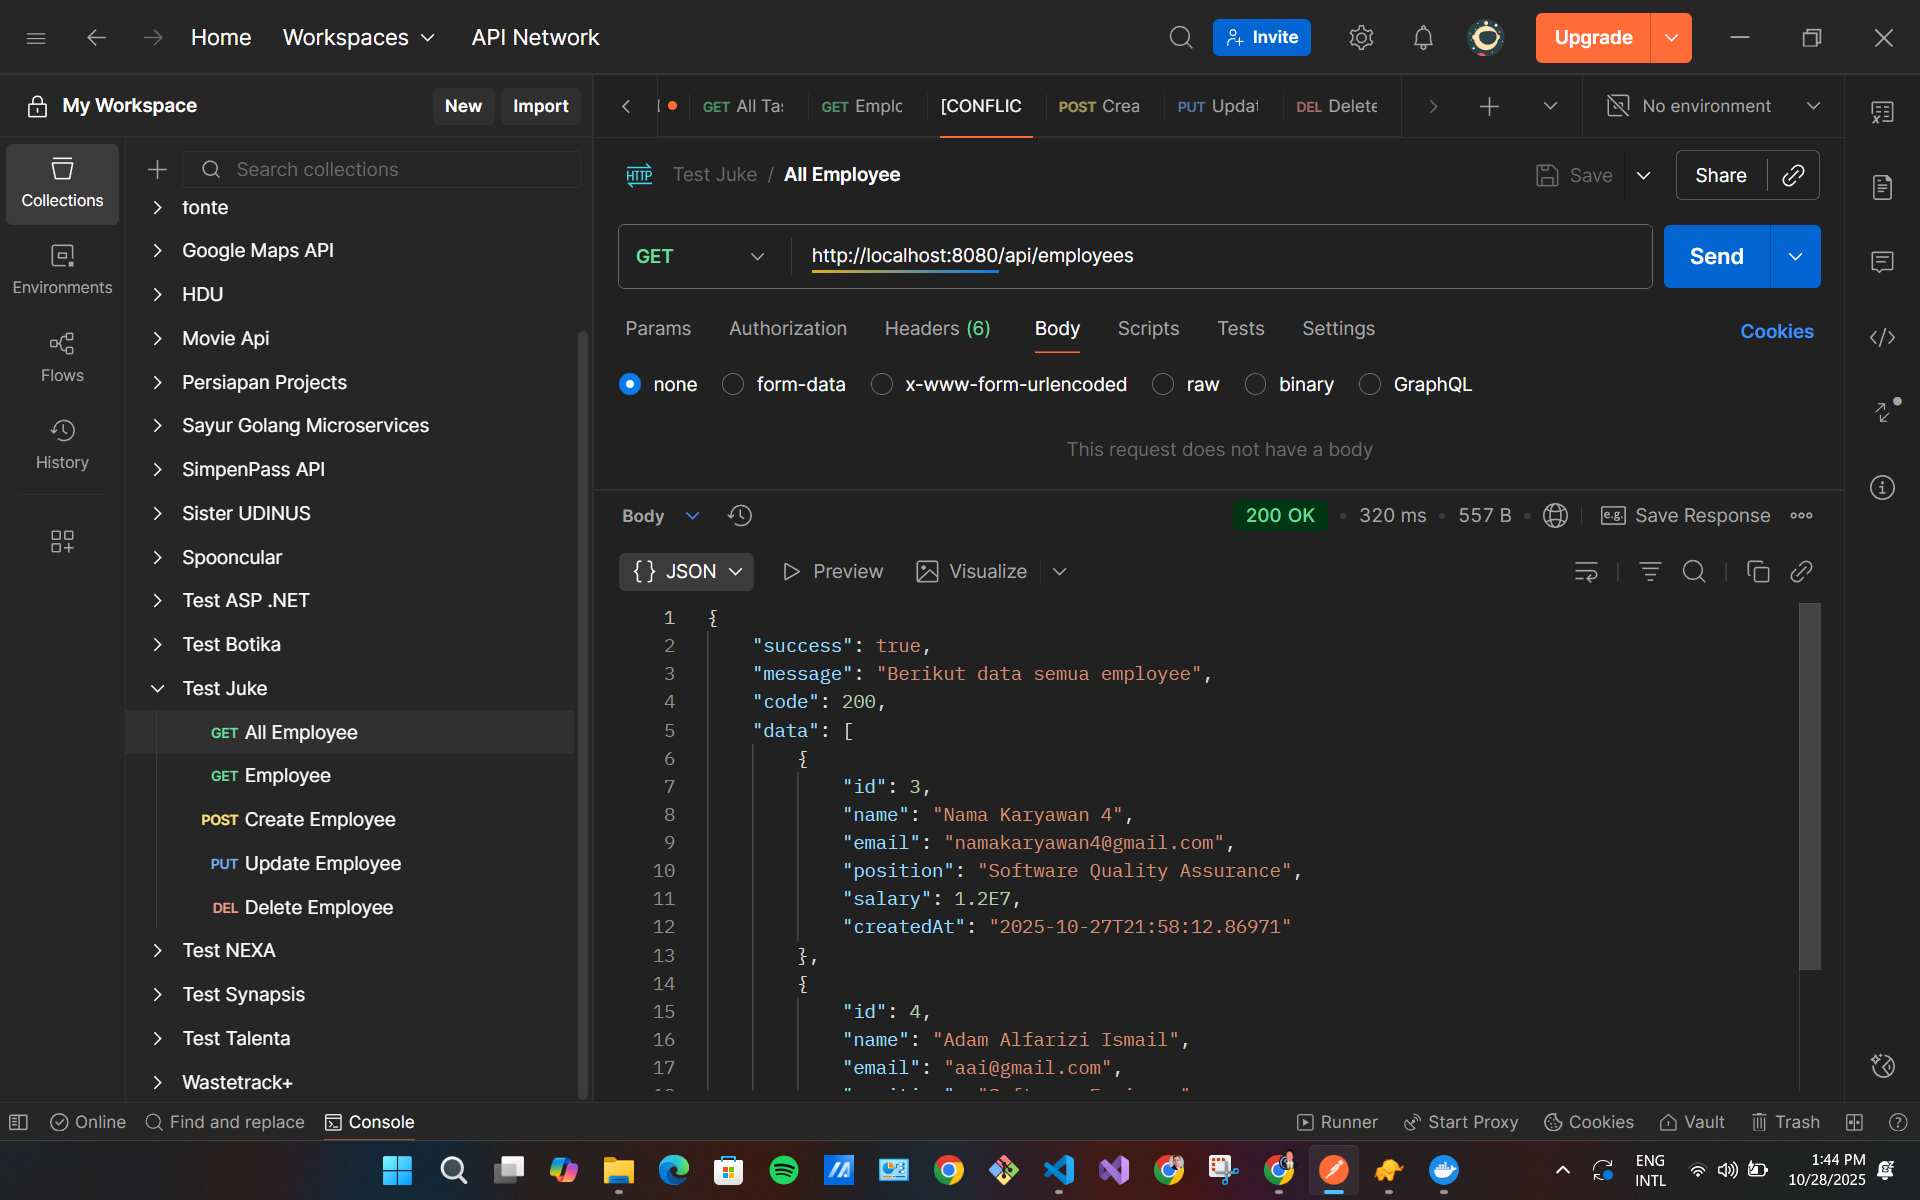 Home Workspaces API Network Invite Upgrade
My Workspace New Import
GET All Ta GET Emplc [CONFLIC POST Crea PUT Updat DEL Delete No environment
Collections
Environments
Flows
History
Search collections
fonte
Google Maps API
HDU
Movie Api
Persiapan Projects
Sayur Golang Microservices
SimpenPass API
Sister UDINUS
Spooncular
Test ASP .NET
Test Botika
Test Juke
GET All Employee
GET Employee
POST Create Employee
PUT Update Employee
DEL Delete Employee
Test NEXA
Test Synapsis
Test Talenta
Wastetrack+
HTTP Test Juke / All Employee Save Share
GET http://localhost:8080/api/employees Send
Params Authorization Headers (6) Body Scripts Tests Settings Cookies
none form-data x-www-form-urlencoded raw binary GraphQL
This request does not have a body
Body 200 OK 320 ms 557 B e.g. Save Response
{} JSON Preview Visualize
1 {
2 "success": true,
3 "message": "Berikut data semua employee",
4 "code": 200,
5 "data": [
6 {
7 "id": 3,
8 "name": "Nama Karyawan 4",
9 "email": "namakaryawan4@gmail.com",
10 "position": "Software Quality Assurance",
11 "salary": 1.2E7,
12 "createdAt": "2025-10-27T21:58:12.86971"
13 },
14 {
15 "id": 4,
16 "name": "Adam Alfarizi Ismail",
17 "email": "aai@gmail.com",
Online Find and replace Console Runner Start Proxy Cookies Vault Trash
ENG
INTL
1:44 PM
10/28/2025